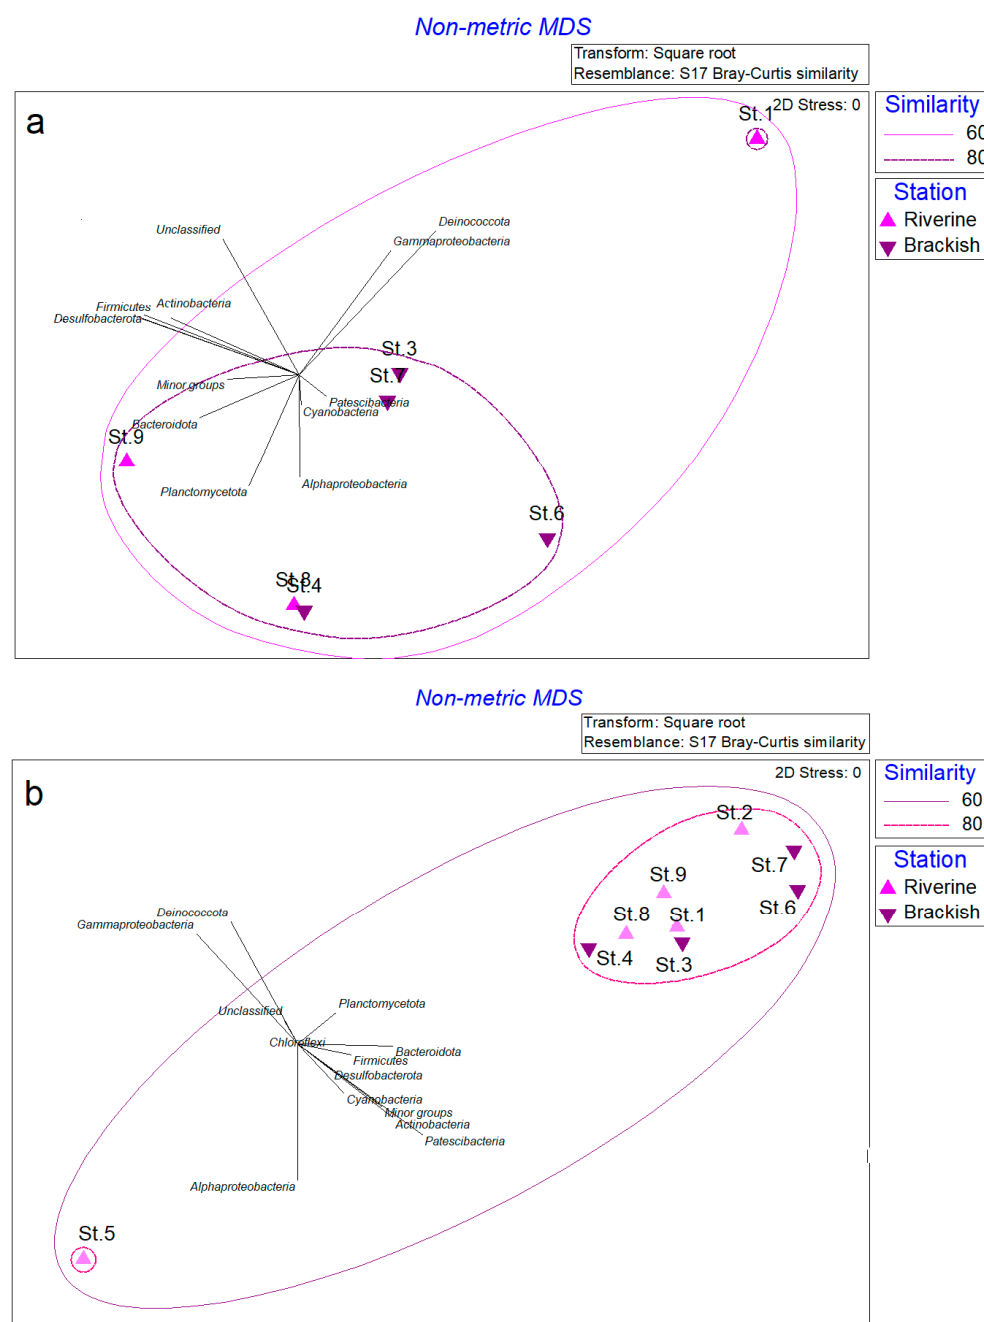 Non-metric MDS
Transform: Square root
Resemblance: S17 Bray-Curtis similarity
a
2D Stress: 0
St.1
Similarity
60
80
Station
Riverine
Brackish
Unclassified
Deinococcota
Gammaproteobacteria
Firmicutes
Actinobacteria
Desulfobacterota
St.3
St.7
Minor groups
Patescibacteria
Cyanobacteria
Bacteroidota
St.9
Planctomycetota
Alphaproteobacteria
St.6
St.8
St.4
Non-metric MDS
Transform: Square root
Resemblance: S17 Bray-Curtis similarity
b
2D Stress: 0
Similarity
60
80
Station
Riverine
Brackish
St.2
St.7
St.9
St.6
St.8
St.1
St.4
St.3
Deinococcota
Gammaproteobacteria
Planctomycetota
Unclassified
Chloroflexi
Bacteroidota
Firmicutes
Desulfobacterota
Cyanobacteria
Minor groups
Actinobacteria
Patescibacteria
Alphaproteobacteria
St.5